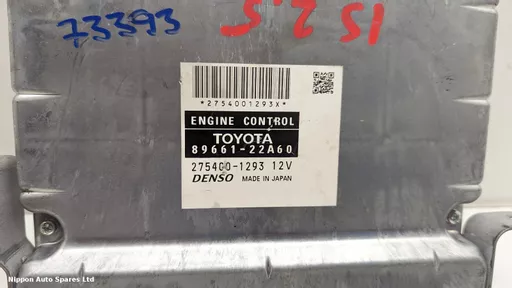 73393
IS 2.5
*2754001293X*
ENGINE CONTROL
TOYOTA
89661-22A60
275400-1293 12V
DENSO MADE IN JAPAN
Nippon Auto Spares Ltd